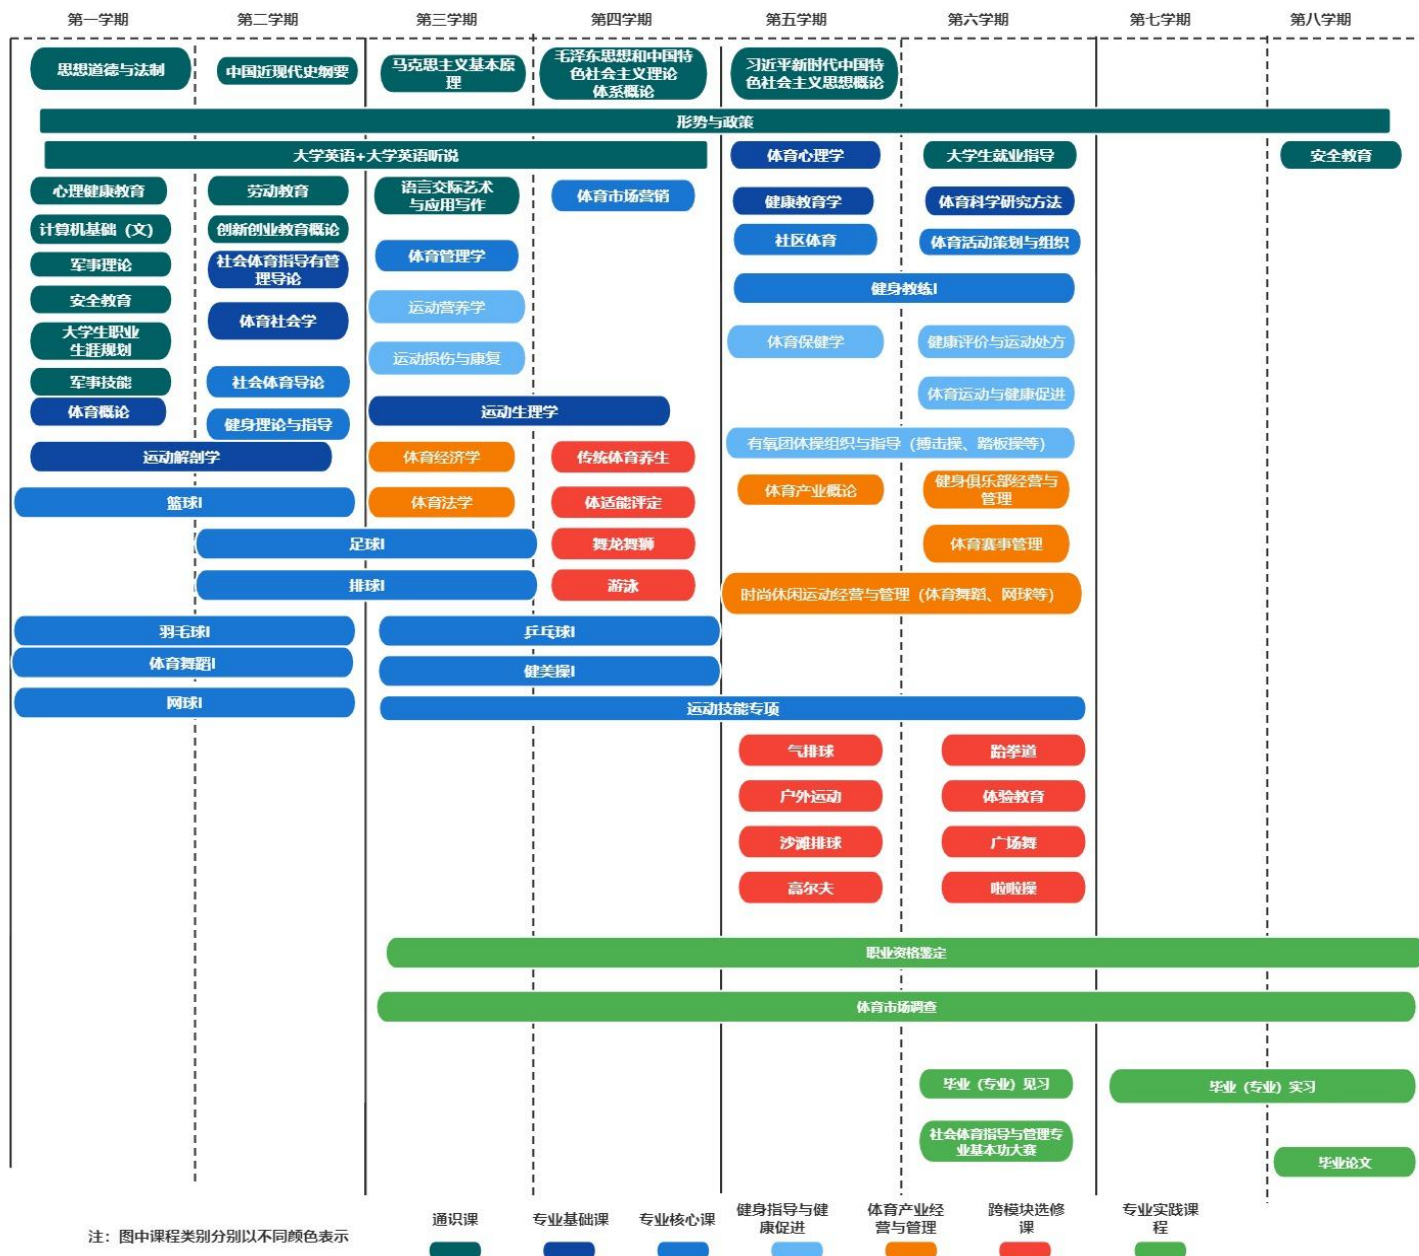 第一学期
第二学期
第三学期
第四学期
第五学期
第六学期
第七学期
第八学期
思想道德与法制
中国近现代史纲要
马克思主义基本原
理
毛泽东思想和中国特
色社会主义理论
体系概论
习近平新时代中国特
色社会主义思想概论
形势与政策
大学英语+大学英语听说
体育心理学
大学生就业指导
安全教育
心理健康教育
劳动教育
语言交际艺术
与应用写作
体育市场营销
健康教育学
体育科学研究方法
计算机基础（文）
创新创业教育概论
社区体育
体育活动策划与组织
军事理论
社会体育指导有管
理导论
体育管理学
健身教练I
安全教育
体育社会学
运动营养学
大学生职业
生涯规划
运动损伤与康复
体育保健学
健康评价与运动处方
军事技能
社会体育导论
体育运动与健康促进
体育概论
健身理论与指导
运动生理学
有氧团体操组织与指导（搏击操、踏板操等）
运动解剖学
体育经济学
传统体育养生
体育产业概论
健身俱乐部经营与
管理
篮球I
体育法学
体适能评定
足球I
舞龙舞狮
体育赛事管理
排球I
游泳
时尚休闲运动经营与管理（体育舞蹈、网球等）
羽毛球I
乒乓球I
体育舞蹈I
健美操I
网球I
运动技能专项
气排球
跆拳道
户外运动
体验教育
沙滩排球
广场舞
高尔夫
啦啦操
职业资格鉴定
体育市场调查
毕业（专业）见习
毕业（专业）实习
社会体育指导与管理专
业基本功大赛
毕业论文
注：图中课程类别分别以不同颜色表示
通识课
专业基础课
专业核心课
健身指导与健
康促进
体育产业经
营与管理
跨模块选修
课
专业实践课
程